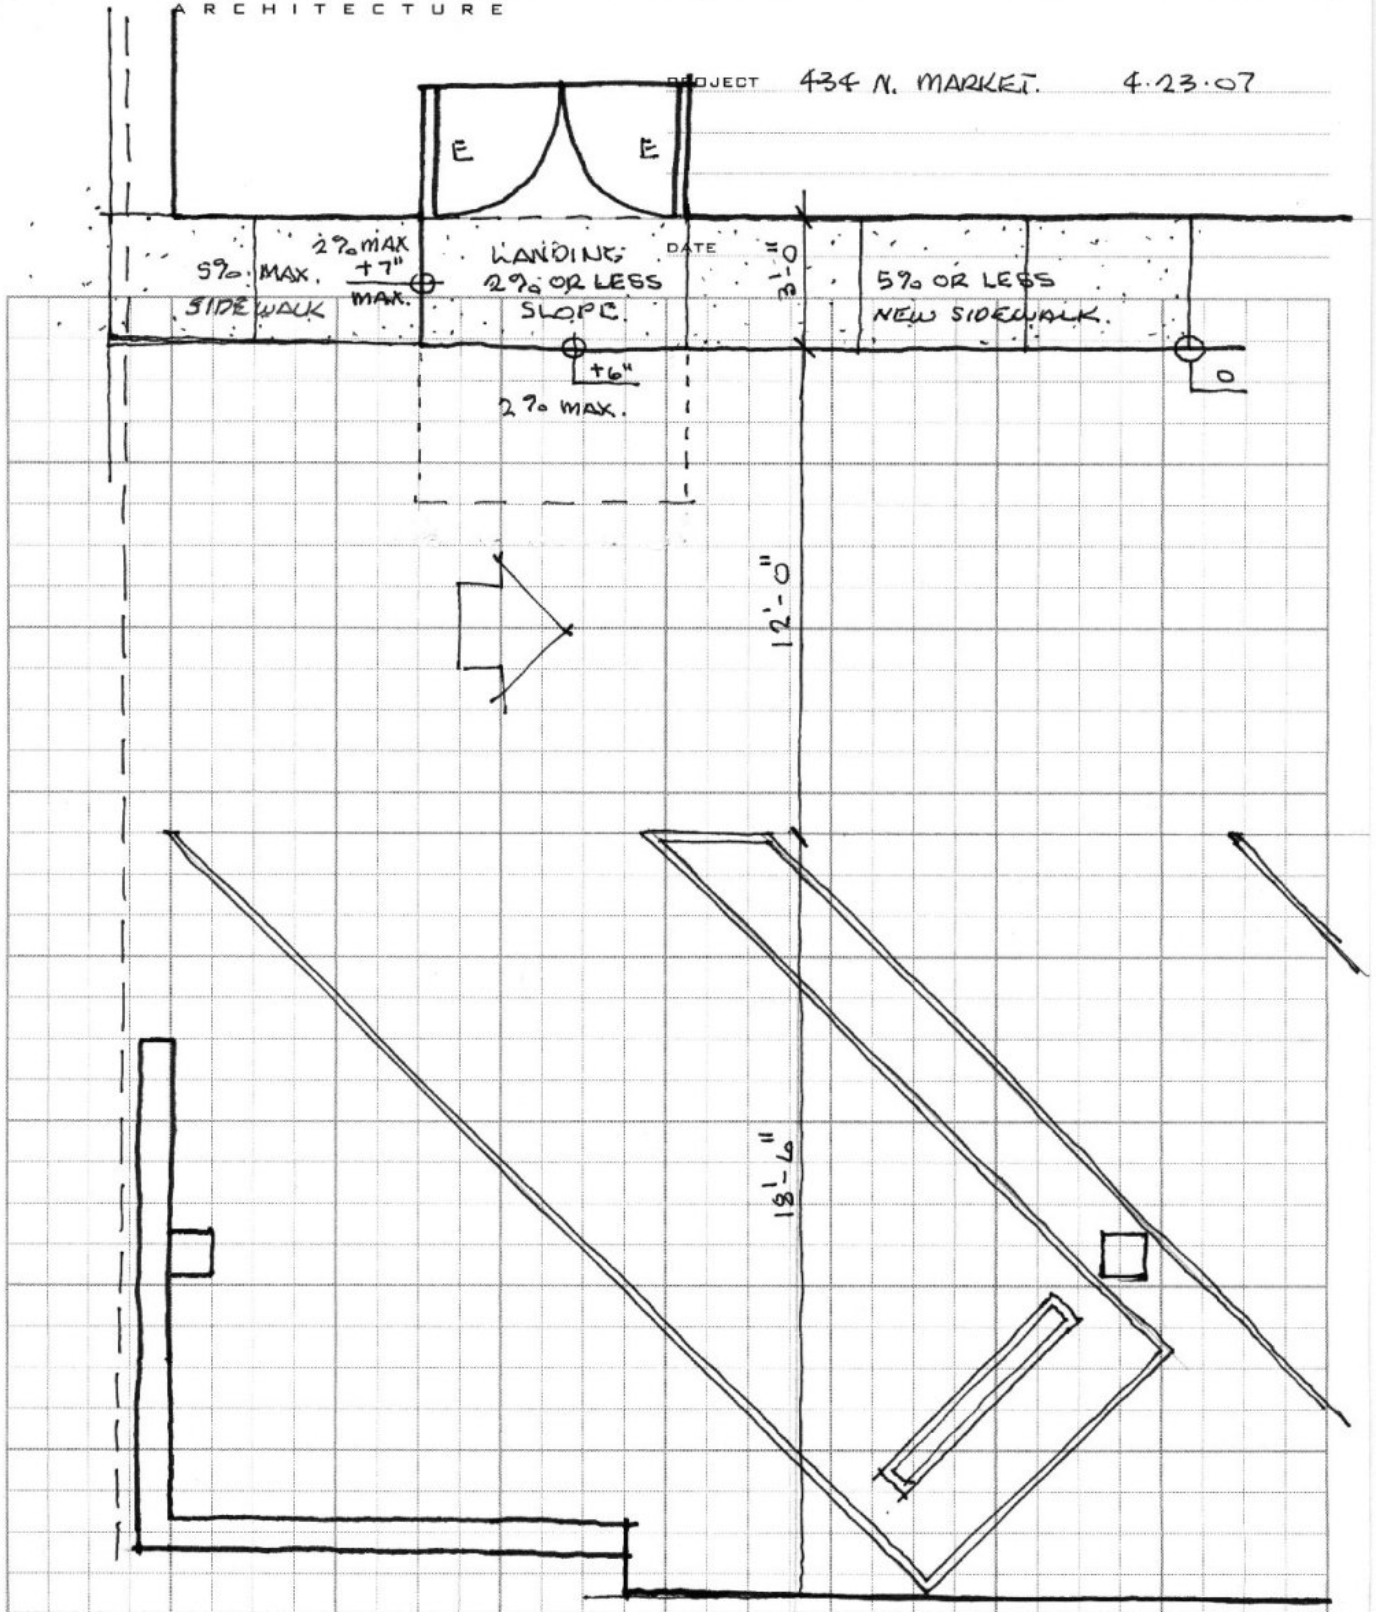 ARCHITECTURE
PROJECT 434 N. MARKET. 4.23.07
E E
DATE
2% MAX
+7"
MAX.
5% MAX.
SIDEWALK
LANDING
2% OR LESS
SLOPE.
3'-0"
5% OR LESS
NEW SIDEWALK.
+6"
0
2% MAX.
12'-0"
18'-6"